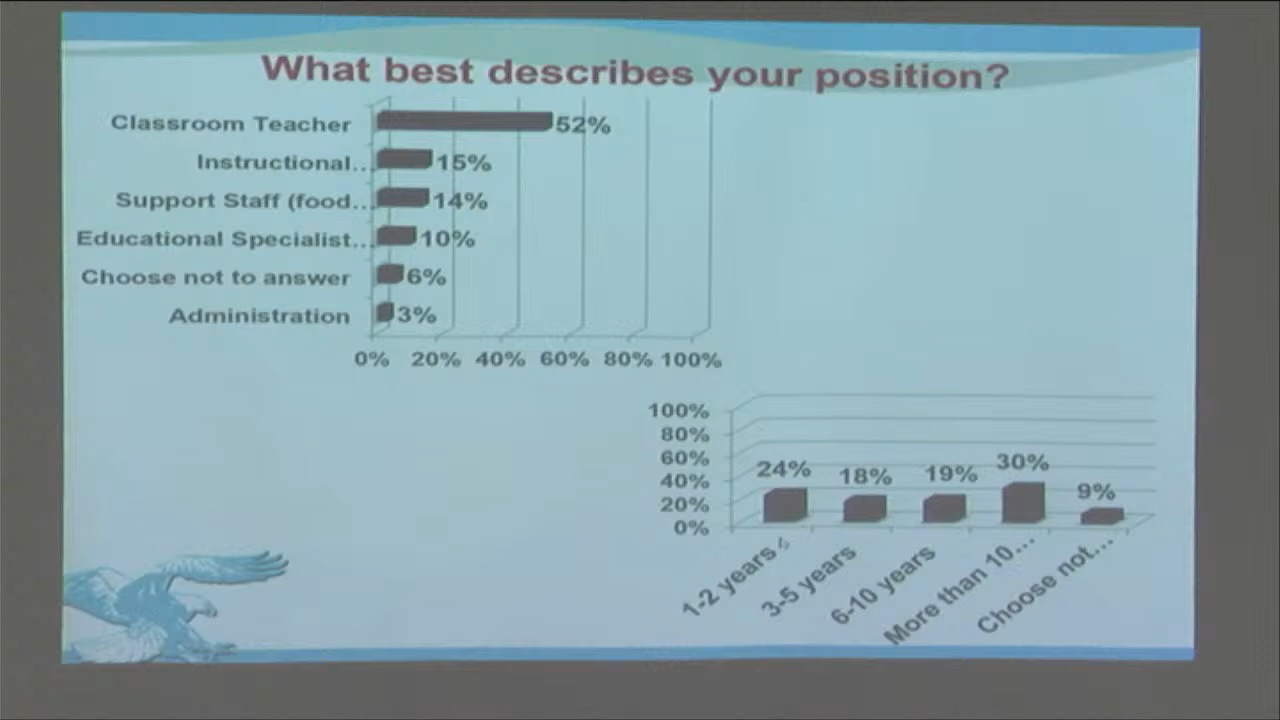 What best describes your position?
Classroom Teacher 52%
Instructional... 15%
Support Staff (food... 14%
Educational Specialist... 10%
Choose not to answer 6%
Administration 3%
0% 20% 40% 60% 80% 100%
100%
80%
60%
40%
20%
0%
24% 18% 19% 30% 9%
1-2 years
3-5 years
6-10 years
More than 10...
Choose not...